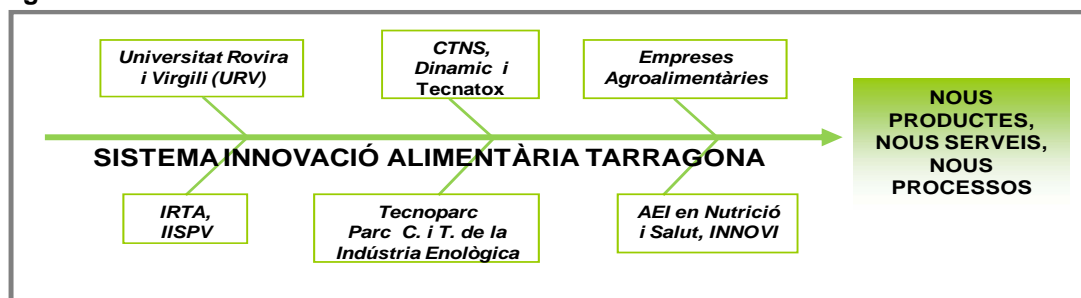 Universitat Rovira
i Virgili (URV)
CTNS,
Dinamic i
Tecnatox
Empreses
Agroalimentàries
NOUS
PRODUCTES,
NOUS SERVEIS,
NOUS
PROCESSOS
SISTEMA INNOVACIÓ ALIMENTÀRIA TARRAGONA
IRTA,
IISPV
Tecnoparc
Parc C. i T. de la
Indústria Enològica
AEI en Nutrició
i Salut, INNOVI